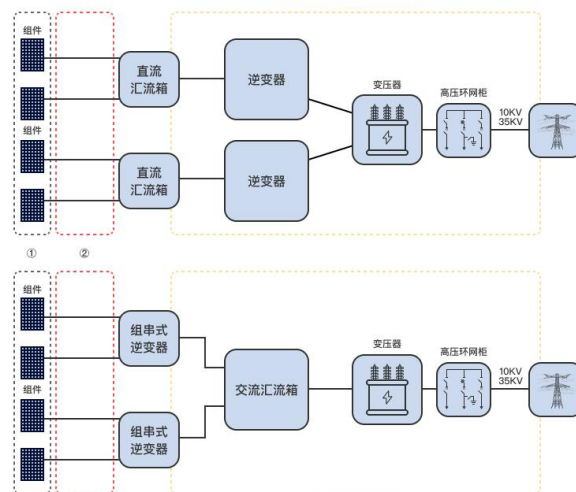 组件
直流
汇流箱
逆变器
变压器
高压环网柜
10KV
35KV
组件
直流
汇流箱
逆变器
①
②
组件
组串式
逆变器
变压器
高压环网柜
交流汇流箱
10KV
35KV
组件
组串式
逆变器